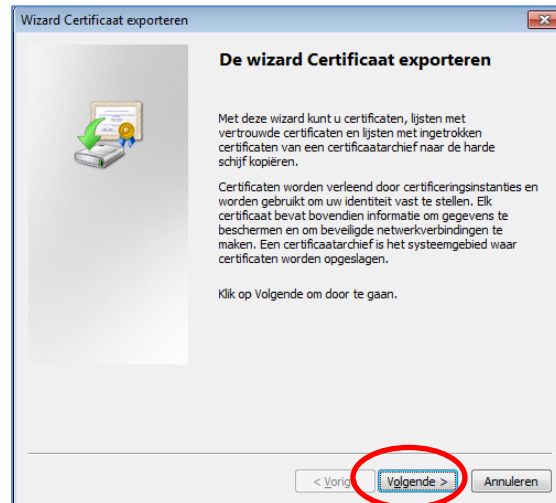 Wizard Certificaat exporteren
De wizard Certificaat exporteren
Met deze wizard kunt u certificaten, lijsten met
vertrouwde certificaten en lijsten met ingetrokken
certificaten van een certificaatarchief naar de harde
schijf kopiëren.
Certificaten worden verleend door certificeringsinstanties en
worden gebruikt om uw identiteit vast te stellen. Elk
certificaat bevat bovendien informatie om gegevens te
beschermen en om beveiligde netwerkverbindingen te
maken. Een certificaatarchief is het systeemgebied waar
certificaten worden opgeslagen.
Klik op Volgende om door te gaan.
< Vorig Volgende > Annuleren